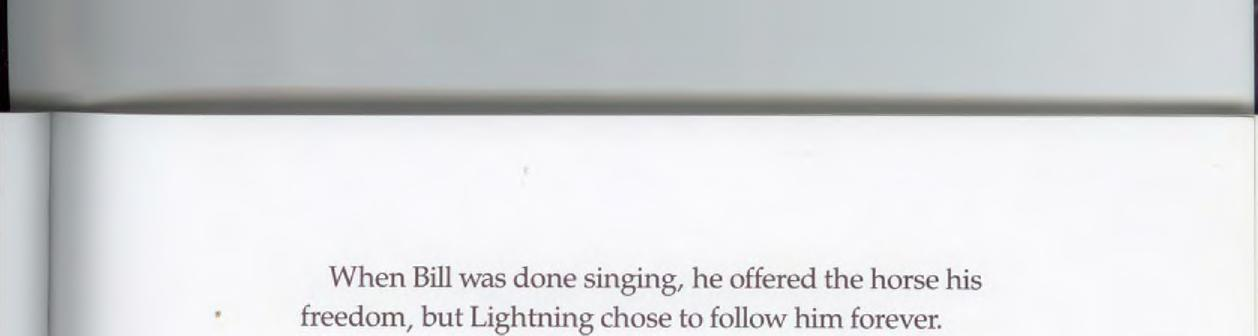 When Bill was done singing, he offered the horse his
freedom, but Lightning chose to follow him forever.